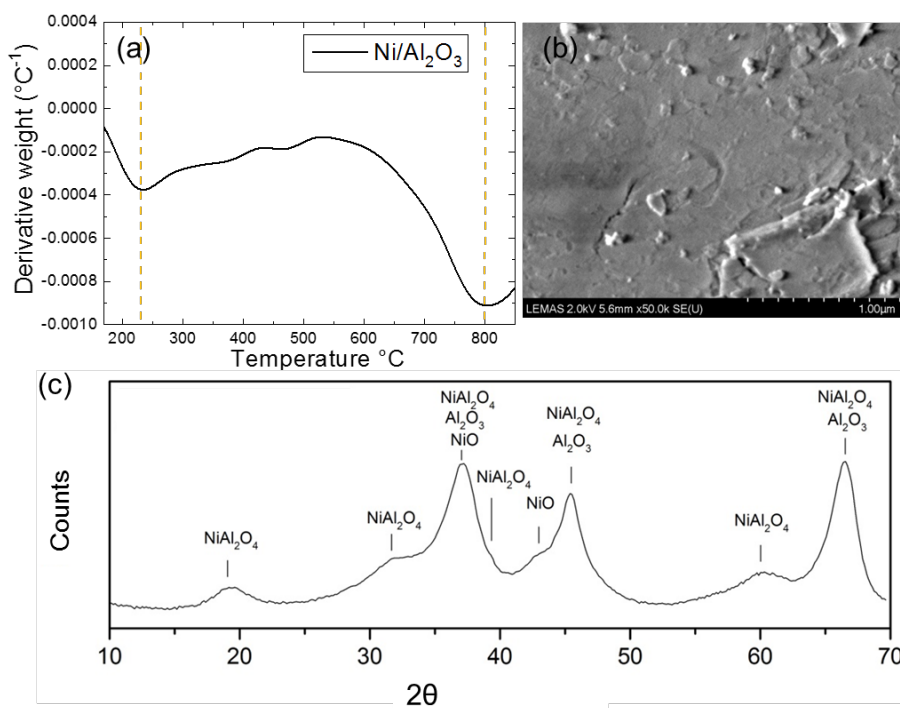 (a)
Ni/Al₂O₃
0.0004
0.0002
0.0000
-0.0002
-0.0004
-0.0006
-0.0008
-0.0010
Derivative weight (°C⁻¹)
200 300 400 500 600 700 800
Temperature °C
(b)
LEMAS 2.0kV 5.6mm x50.0k SE(U)
1.00µm
(c)
Counts
NiAl₂O₄
NiAl₂O₄
NiAl₂O₄
Al₂O₃
NiO
NiAl₂O₄
NiO
NiAl₂O₄
Al₂O₃
NiAl₂O₄
NiAl₂O₄
Al₂O₃
10 20 30 40 50 60 70
2θ